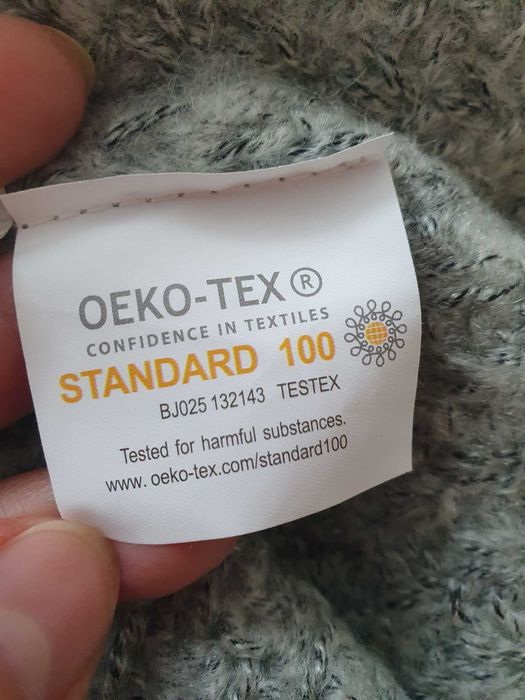 OEKO-TEX®
CONFIDENCE IN TEXTILES
STANDARD 100
BJ025 132143 TESTEX
Tested for harmful substances.
www. oeko-tex.com/standard100